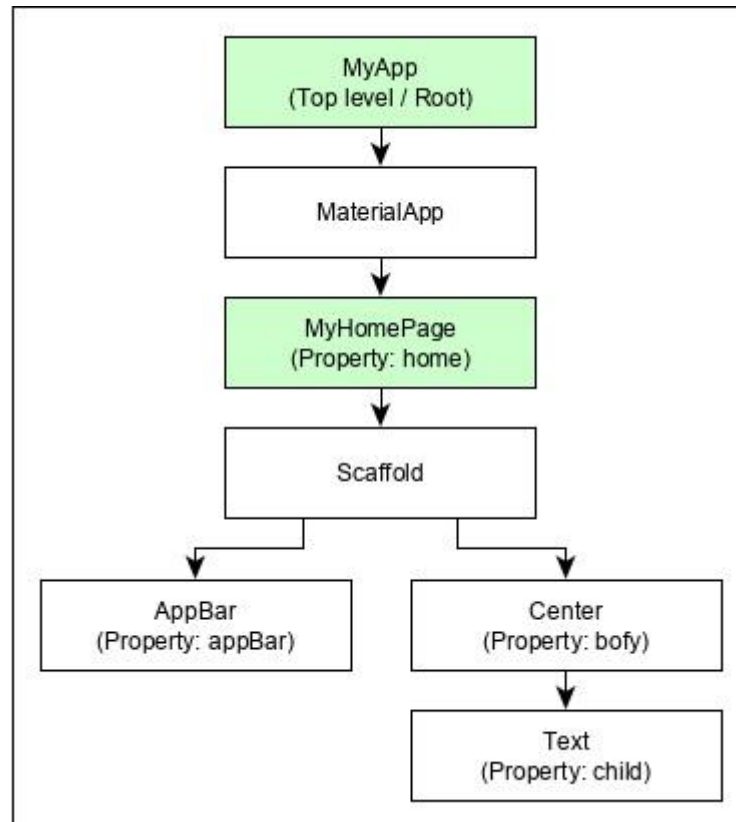 MyApp
(Top level / Root)
MaterialApp
MyHomePage
(Property: home)
Scaffold
AppBar
(Property: appBar)
Center
(Property: bofy)
Text
(Property: child)